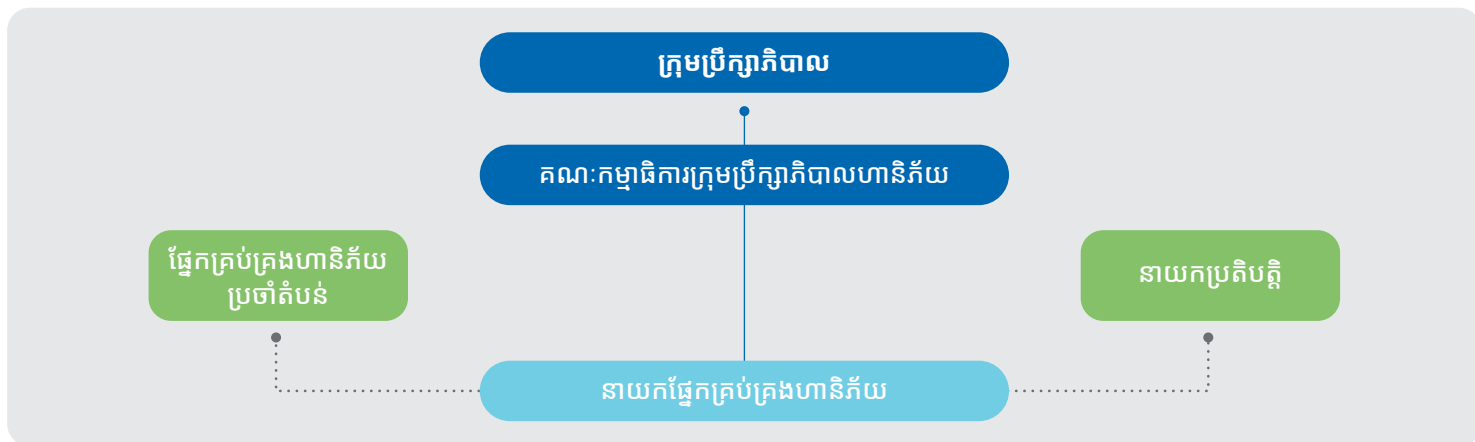 ក្រុមប្រឹក្សាភិបាល
គណៈកម្មាធិការក្រុមប្រឹក្សាភិបាលហានិភ័យ
ផ្នែកគ្រប់គ្រងហានិភ័យ
ប្រចាំតំបន់
នាយកប្រតិបត្តិ
នាយកផ្នែកគ្រប់គ្រងហានិភ័យ